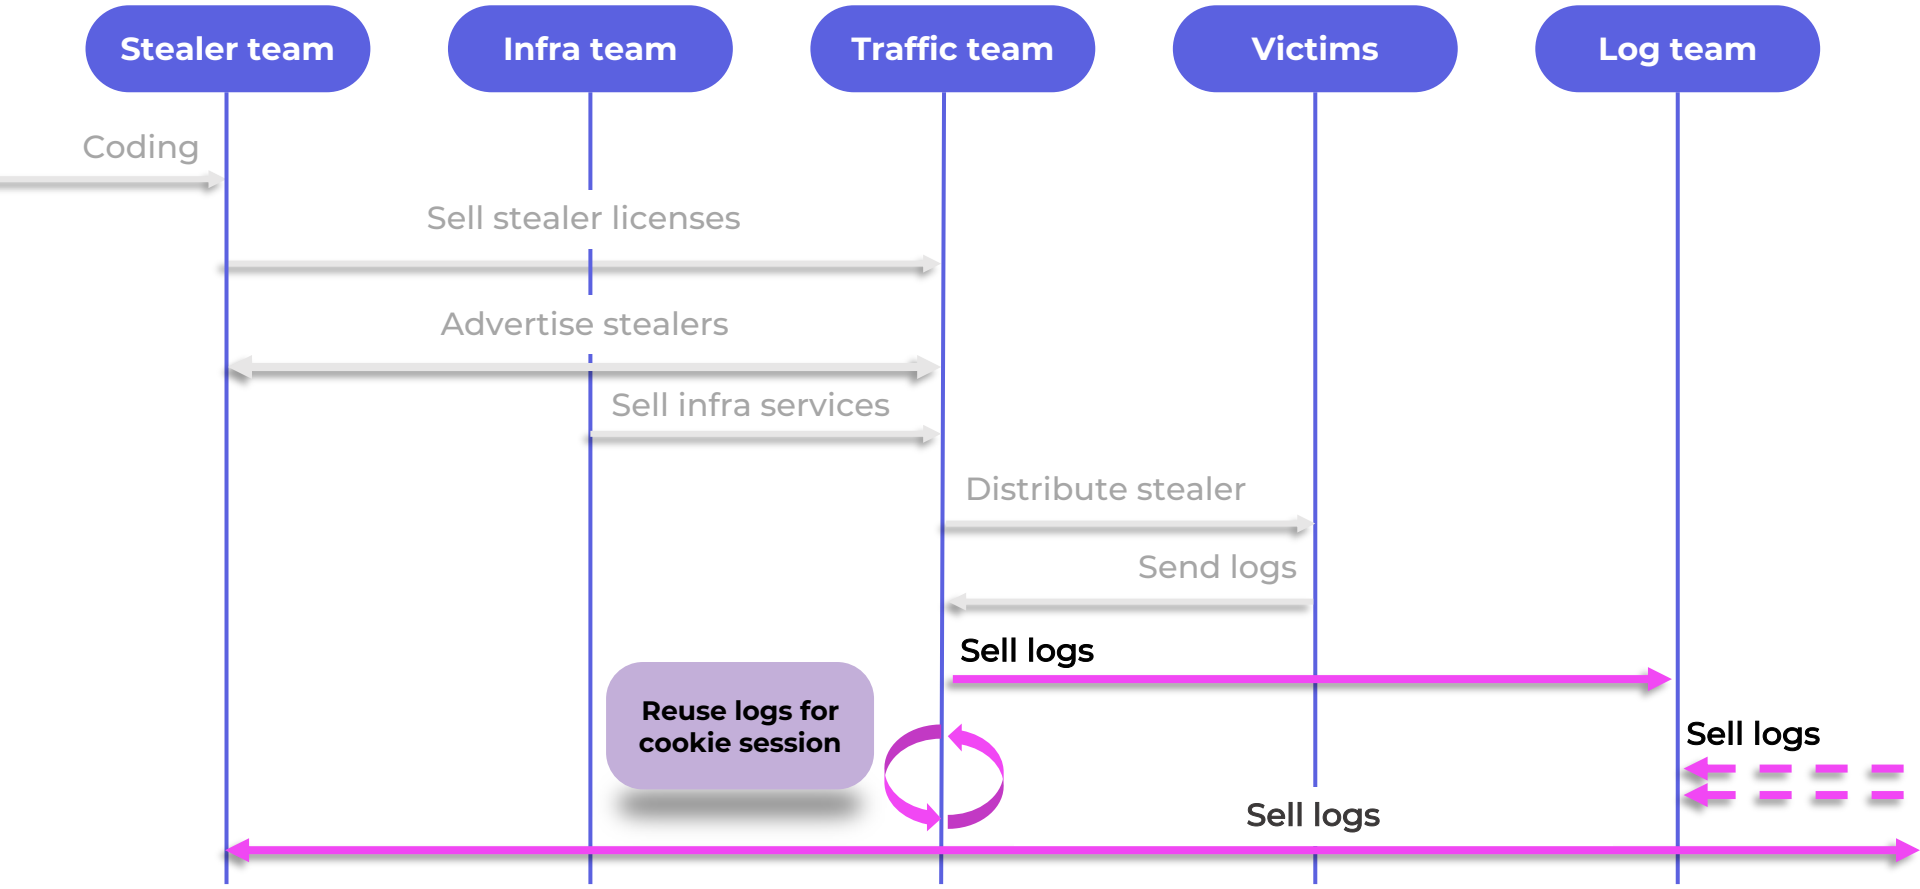 Stealer team
Infra team
Traffic team
Victims
Log team
Coding
Sell stealer licenses
Advertise stealers
Sell infra services
Distribute stealer
Send logs
Sell logs
Reuse logs for
cookie session
Sell logs
Sell logs